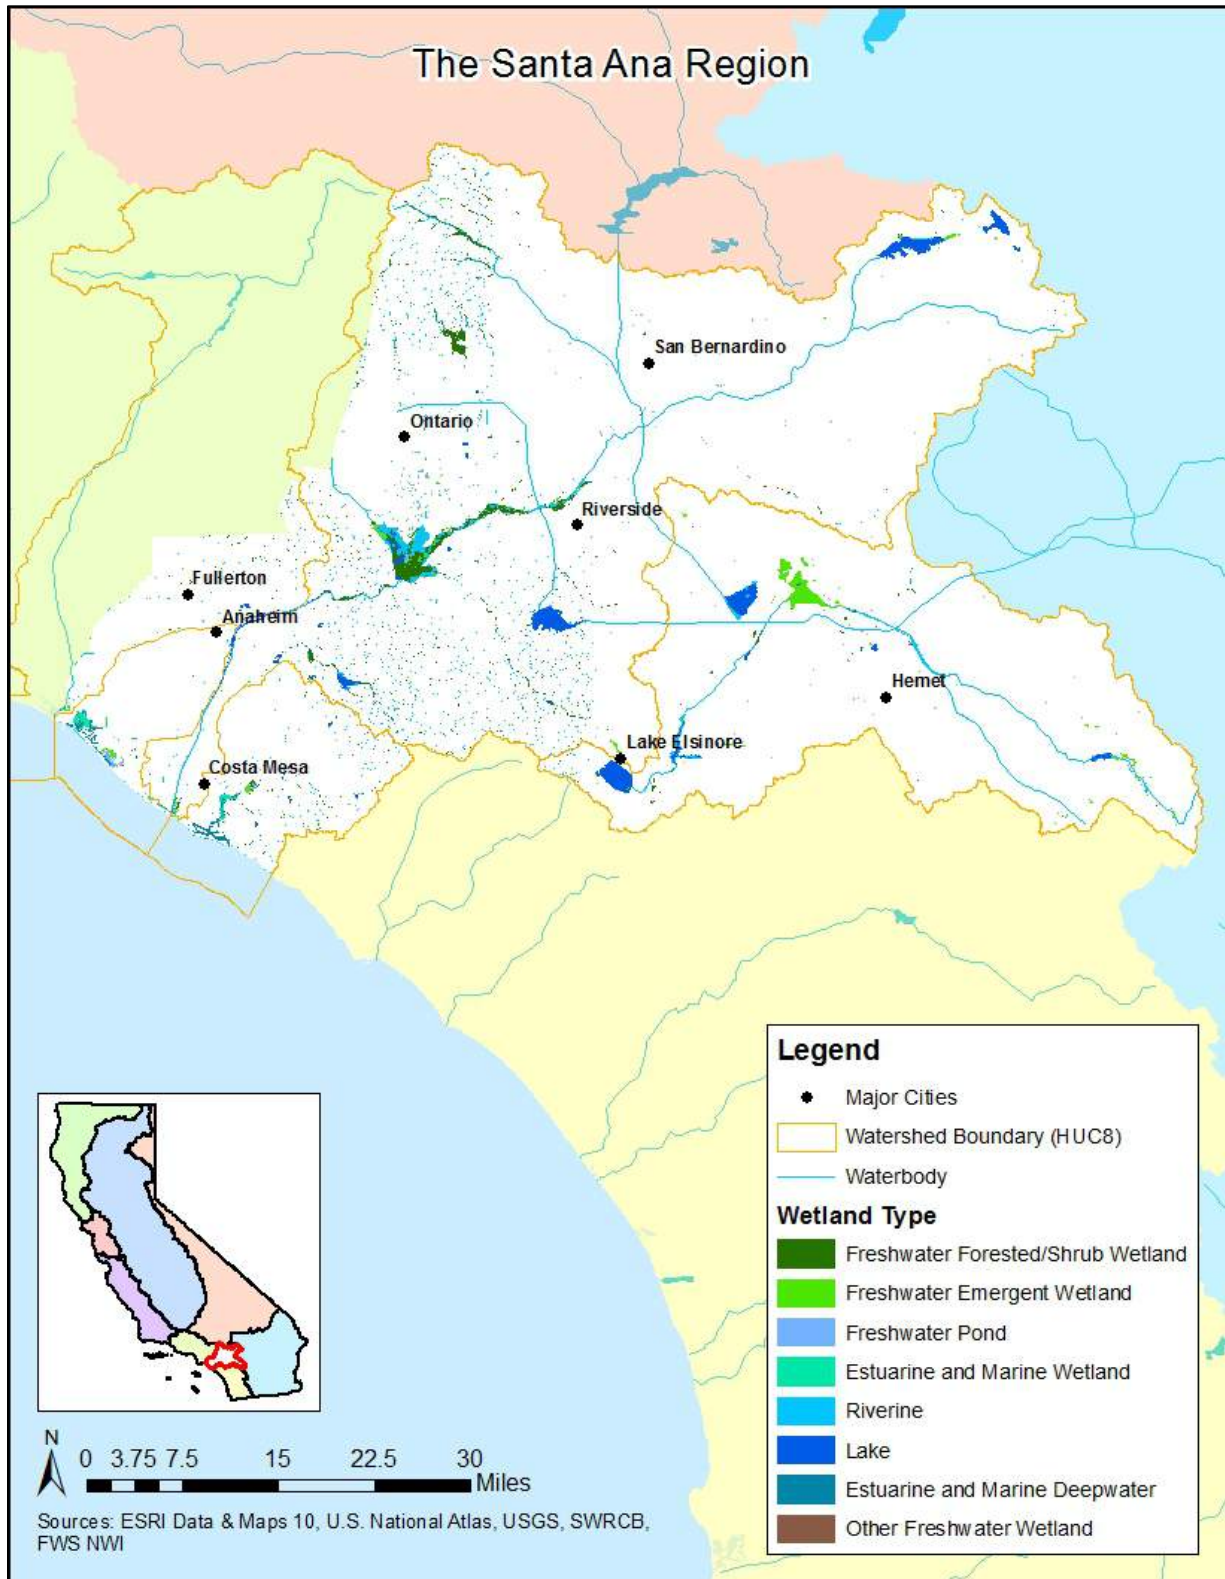 The Santa Ana Region
San Bernardino
Ontario
Riverside
Fullerton
Anaheim
Hemet
Lake Elsinore
Costa Mesa
Legend
Major Cities
Watershed Boundary (HUC8)
Waterbody
Wetland Type
Freshwater Forested/Shrub Wetland
Freshwater Emergent Wetland
Freshwater Pond
Estuarine and Marine Wetland
Riverine
Lake
Estuarine and Marine Deepwater
Other Freshwater Wetland
N
0 3.75 7.5 15 22.5 30
Miles
Sources: ESRI Data & Maps 10, U.S. National Atlas, USGS, SWRCB,
FWS NWI